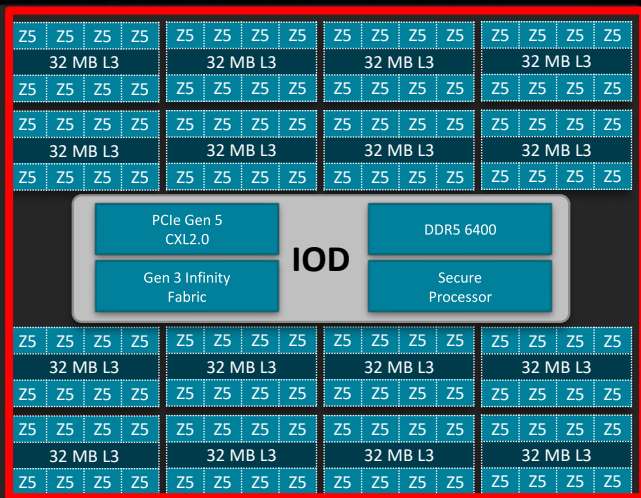 Z5 Z5 Z5 Z5 Z5 Z5 Z5 Z5 Z5 Z5 Z5 Z5 Z5 Z5 Z5 Z5
32 MB L3 32 MB L3 32 MB L3 32 MB L3
Z5 Z5 Z5 Z5 Z5 Z5 Z5 Z5 Z5 Z5 Z5 Z5 Z5 Z5 Z5 Z5
Z5 Z5 Z5 Z5 Z5 Z5 Z5 Z5 Z5 Z5 Z5 Z5 Z5 Z5 Z5 Z5
32 MB L3 32 MB L3 32 MB L3 32 MB L3
Z5 Z5 Z5 Z5 Z5 Z5 Z5 Z5 Z5 Z5 Z5 Z5 Z5 Z5 Z5 Z5
PCIe Gen 5
CXL2.0
Gen 3 Infinity
Fabric
IOD
DDR5 6400
Secure
Processor
Z5 Z5 Z5 Z5 Z5 Z5 Z5 Z5 Z5 Z5 Z5 Z5 Z5 Z5 Z5 Z5
32 MB L3 32 MB L3 32 MB L3 32 MB L3
Z5 Z5 Z5 Z5 Z5 Z5 Z5 Z5 Z5 Z5 Z5 Z5 Z5 Z5 Z5 Z5
Z5 Z5 Z5 Z5 Z5 Z5 Z5 Z5 Z5 Z5 Z5 Z5 Z5 Z5 Z5 Z5
32 MB L3 32 MB L3 32 MB L3 32 MB L3
Z5 Z5 Z5 Z5 Z5 Z5 Z5 Z5 Z5 Z5 Z5 Z5 Z5 Z5 Z5 Z5